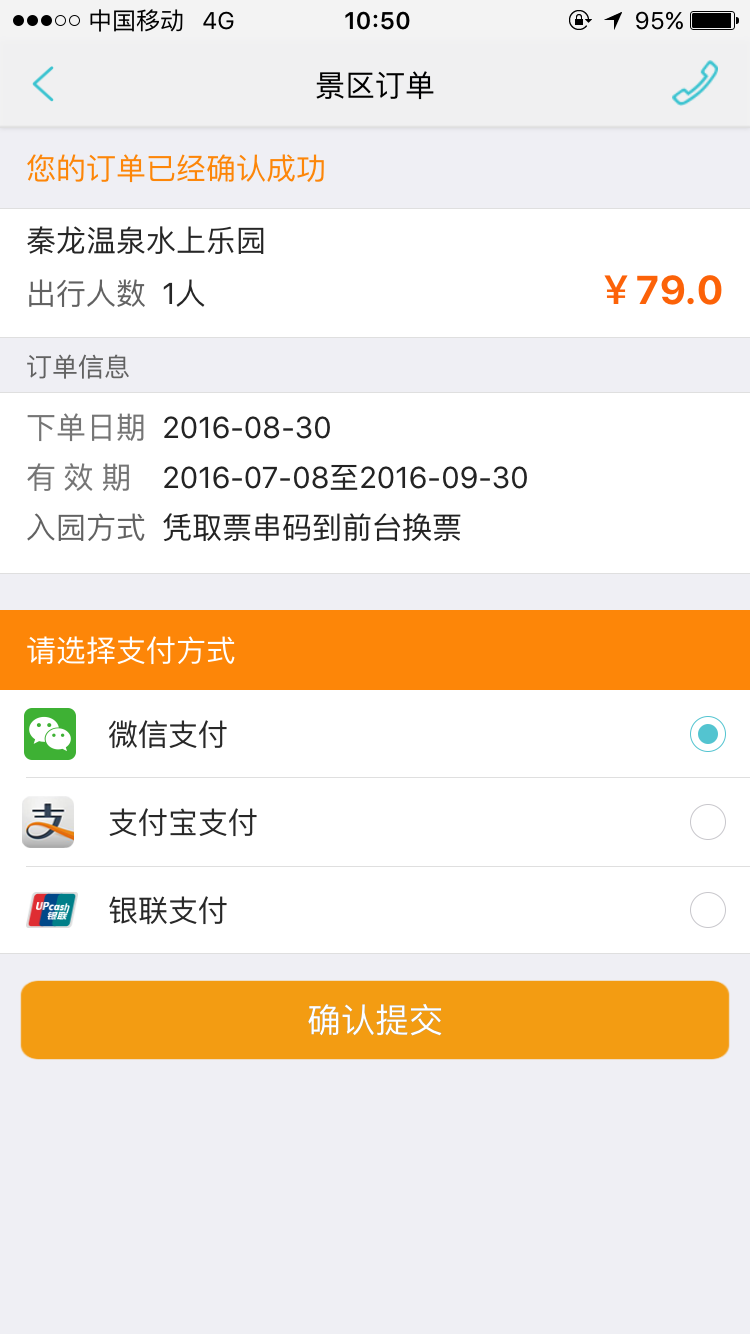 中国移动 4G 10:50 95%
景区订单
您的订单已经确认成功
秦龙温泉水上乐园
出行人数 1人
¥79.0
订单信息
下单日期 2016-08-30
有效期 2016-07-08至2016-09-30
入园方式 凭取票串码到前台换票
请选择支付方式
微信支付
支 支付宝支付
UPcash
银联
银联支付
确认提交